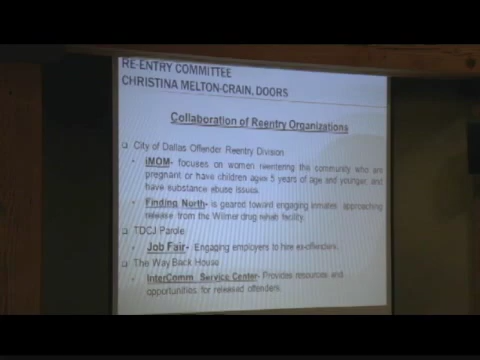 RE-ENTRY COMMITTEE
CHRISTINA MELTON-CRAIN, DOORS
Collaboration of Reentry Organizations
❑ City of Dallas Offender Reentry Division
• iMOM- focuses on women reentering the community who are
pregnant or have children ages 5 years of age and younger, and
have substance abuse issues.
• Finding North- is geared toward engaging inmates approaching
release from the Wilmer drug rehab facility.
❑ TDCJ Parole
• Job Fair- Engaging employers to hire ex-offenders.
❑ The Way Back House
• InterComm Service Center- Provides resources and
opportunities for released offenders.